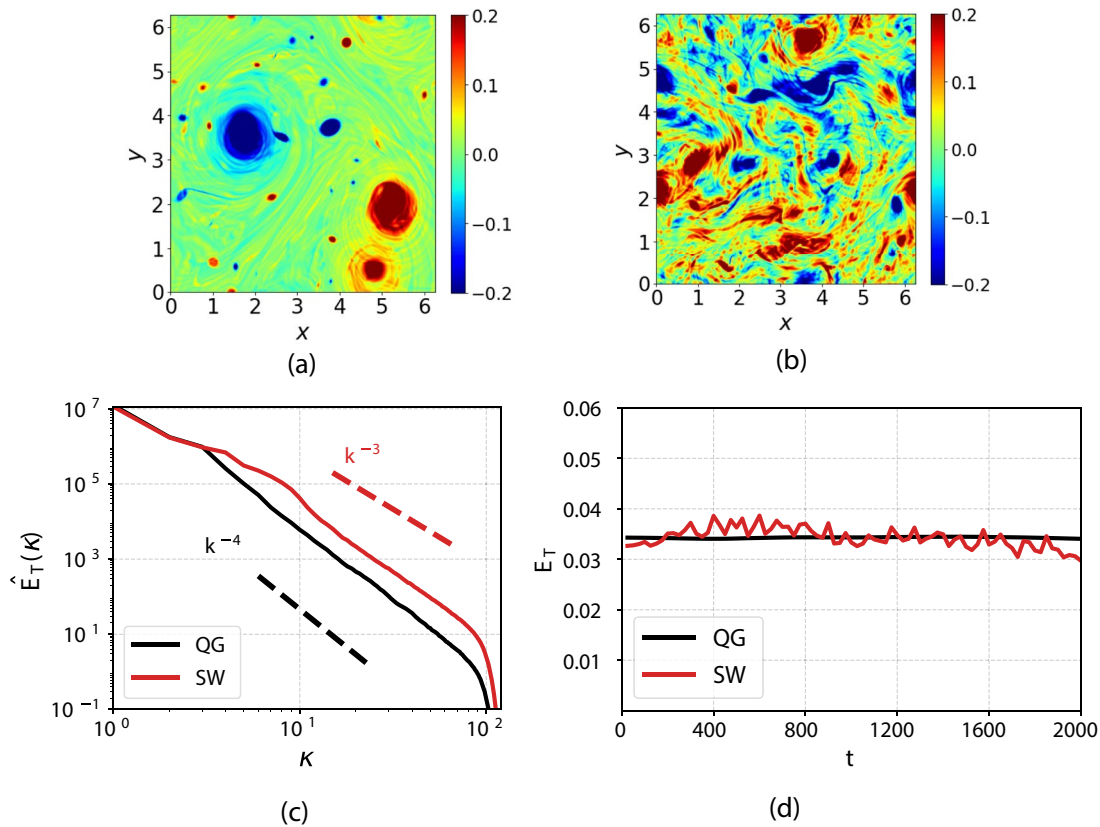 6
5
4
3
2
1
0
y
0 1 2 3 4 5 6
x
0.2
0.1
0.0
−0.1
−0.2
(a)
6
5
4
3
2
1
0
y
0 1 2 3 4 5 6
x
0.2
0.1
0.0
−0.1
−0.2
(b)
10^7
10^5
10^3
10^1
10^−1
Ê_T(κ)
k^−3
k^−4
QG
SW
10^0 10^1 10^2
κ
(c)
0.06
0.05
0.04
0.03
0.02
0.01
E_T
QG
SW
0 400 800 1200 1600 2000
t
(d)